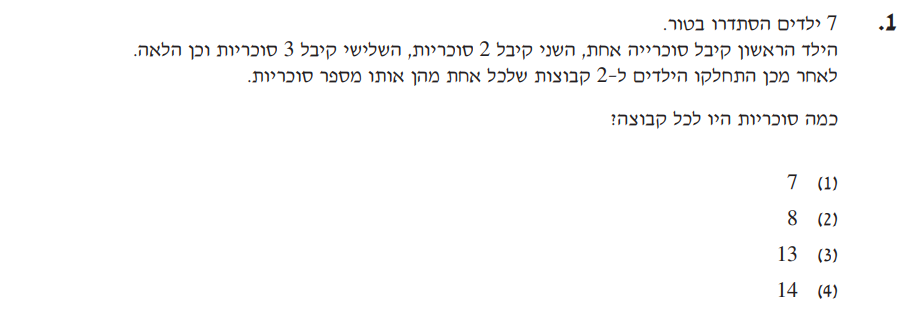 1. 7 ילדים הסתדרו בטור.
הילד הראשון קיבל סוכרייה אחת, השני קיבל 2 סוכריות, השלישי קיבל 3 סוכריות וכן הלאה.
לאחר מכן התחלקו הילדים ל-2 קבוצות שלכל אחת מהן אותו מספר סוכריות.
כמה סוכריות היו לכל קבוצה?
(1) 7
(2) 8
(3) 13
(4) 14